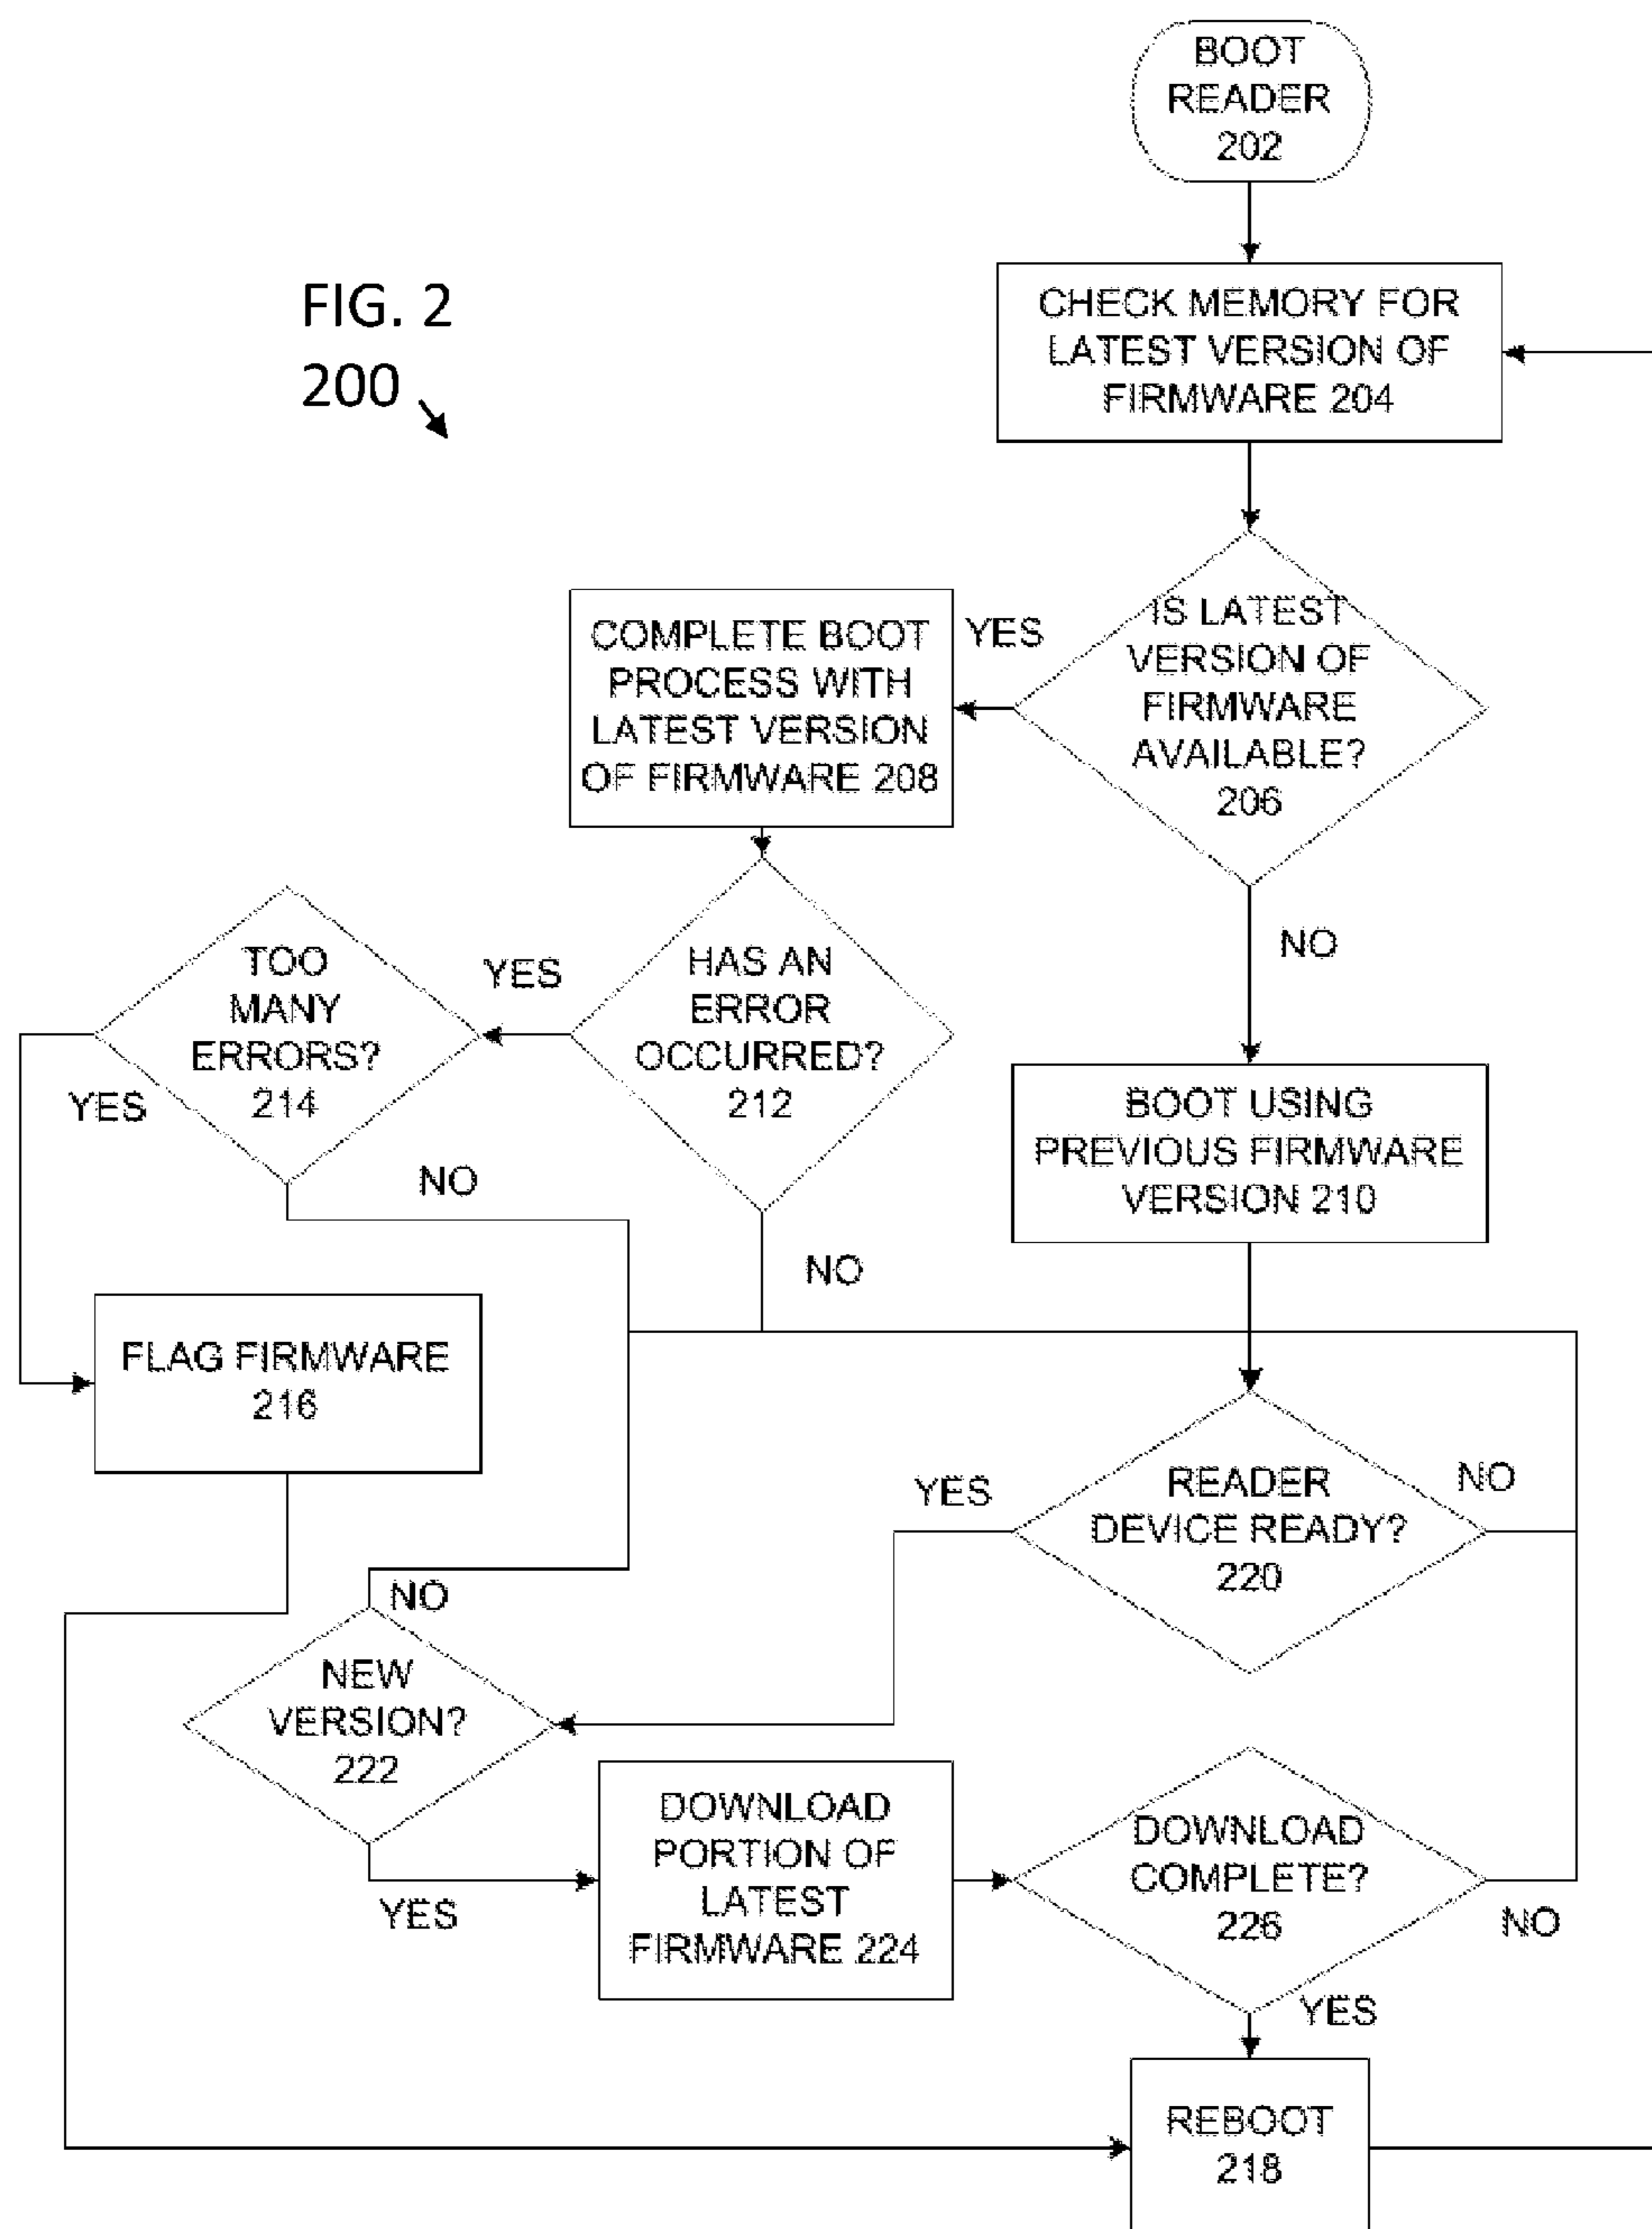 BOOT
READER
202
FIG. 2
200
CHECK MEMORY FOR
LATEST VERSION OF
FIRMWARE 204
IS LATEST
VERSION OF
FIRMWARE
AVAILABLE?
206
YES
COMPLETE BOOT
PROCESS WITH
LATEST VERSION
OF FIRMWARE 208
NO
HAS AN
ERROR
OCCURRED?
212
YES
TOO
MANY
ERRORS?
214
YES
NO
NO
BOOT USING
PREVIOUS FIRMWARE
VERSION 210
FLAG FIRMWARE
216
READER
DEVICE READY?
220
YES
NO
NO
NEW
VERSION?
222
YES
DOWNLOAD
PORTION OF
LATEST
FIRMWARE 224
DOWNLOAD
COMPLETE?
226
NO
YES
REBOOT
218